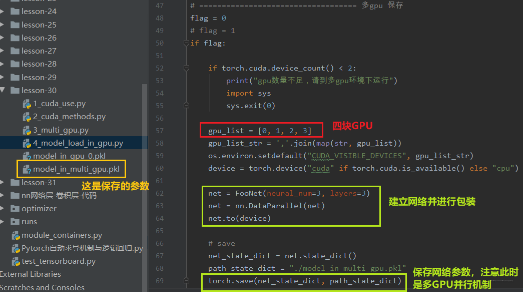 lesson-24
lesson-25
lesson-26
lesson-27
lesson-28
lesson-29
lesson-30
1_cuda_use.py
2_cuda_methods.py
3_multi_gpu.py
4_model_load_in_gpu.py
model_in_gpu_0.pkl
model_in_multi_gpu.pkl
lesson-31
这是保存的参数
nn网络层 卷积层 代码
optimizer
runs
module_containers.py
Pytorch自动求导机制与逻辑回归.py
test_tensorboard.py
External Libraries
Scratches and Consoles
47 # =================================== 多gpu 保存
48 flag = 0
49 # flag = 1
50 if flag:
51
52 if torch.cuda.device_count() < 2:
53 print("gpu数量不足，请到多gpu环境下运行")
54 import sys
55 sys.exit(0)
56
57 gpu_list = [0, 1, 2, 3] 四块GPU
58 gpu_list_str = ','.join(map(str, gpu_list))
59 os.environ.setdefault("CUDA_VISIBLE_DEVICES", gpu_list_str)
60 device = torch.device("cuda" if torch.cuda.is_available() else "cpu")
61
62 net = FooNet(neural_num=3, layers=3)
63 net = nn.DataParallel(net) 建立网络并进行包装
64 net.to(device)
65
66 # save
67 net_state_dict = net.state_dict()
68 path_state_dict = "./model_in_multi_gpu.pkl"
69 torch.save(net_state_dict, path_state_dict)
保存网络参数，注意此时
是多GPU并行机制